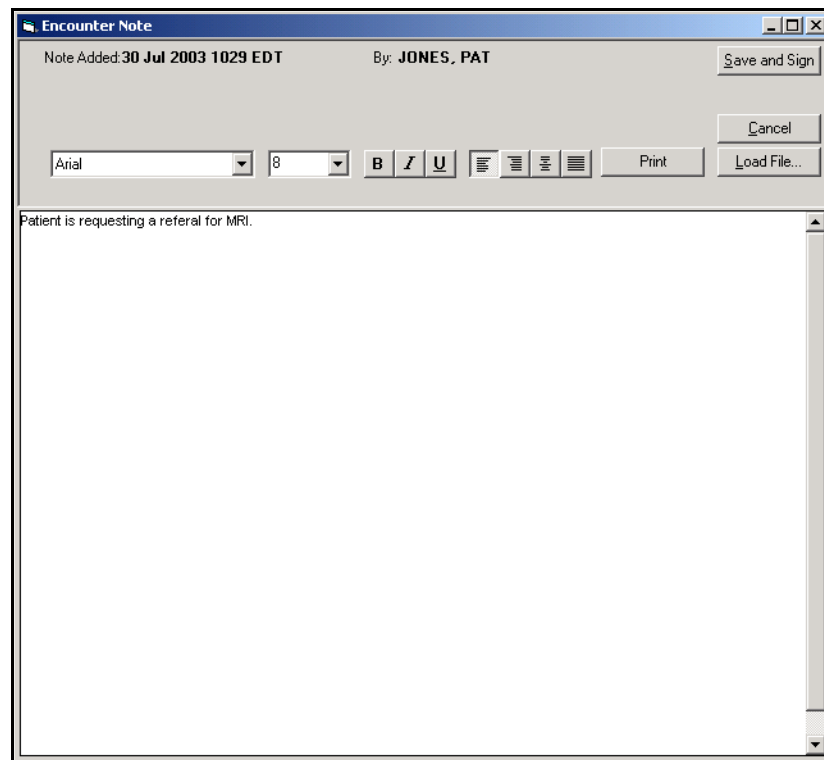 Encounter Note
Note Added:30 Jul 2003 1029 EDT By: JONES, PAT Save and Sign
Cancel
Arial 8 B I U Print Load File...
Patient is requesting a referal for MRI.